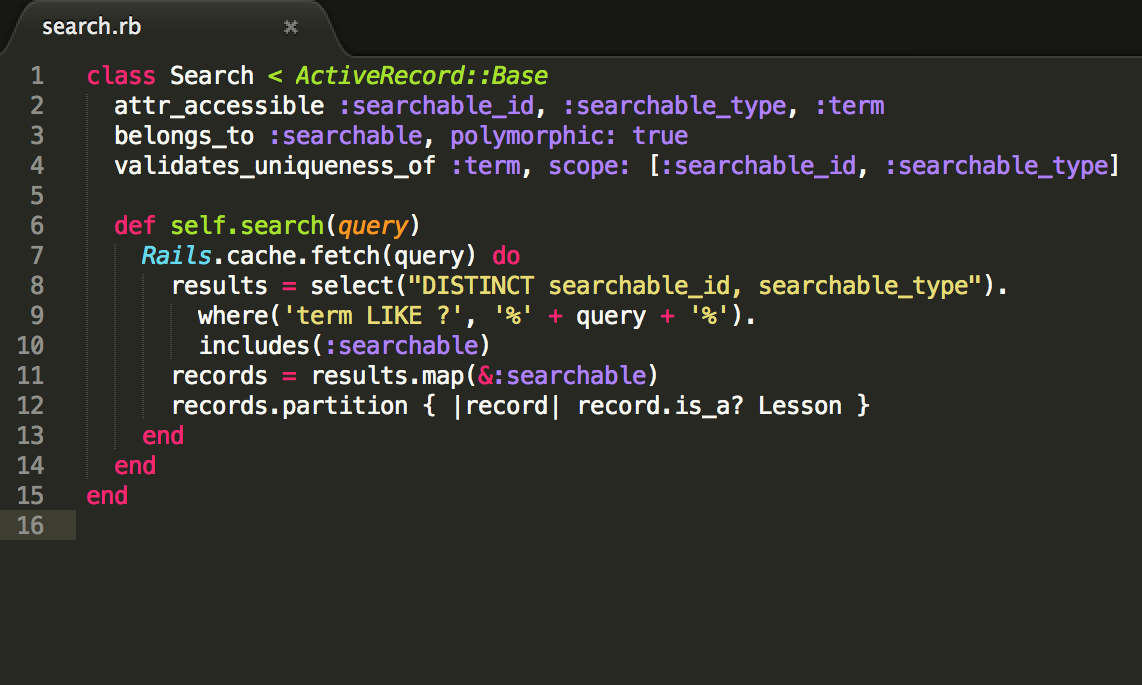 search.rb
1 class Search < ActiveRecord::Base
2   attr_accessible :searchable_id, :searchable_type, :term
3   belongs_to :searchable, polymorphic: true
4   validates_uniqueness_of :term, scope: [:searchable_id, :searchable_type]
5
6   def self.search(query)
7     Rails.cache.fetch(query) do
8       results = select("DISTINCT searchable_id, searchable_type").
9         where('term LIKE ?', '%' + query + '%').
10         includes(:searchable)
11       records = results.map(&:searchable)
12       records.partition { |record| record.is_a? Lesson }
13     end
14   end
15 end
16